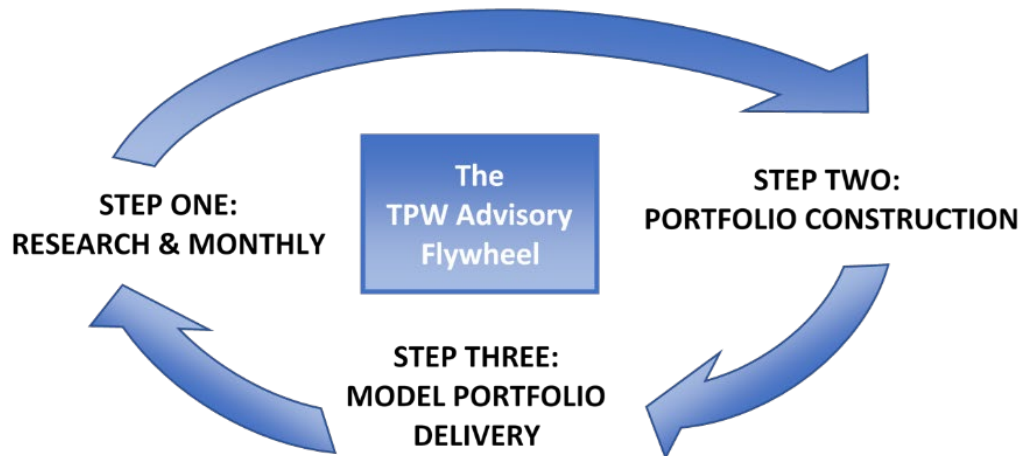 The
TPW Advisory
Flywheel
STEP ONE:
RESEARCH & MONTHLY
STEP TWO:
PORTFOLIO CONSTRUCTION
STEP THREE:
MODEL PORTFOLIO
DELIVERY